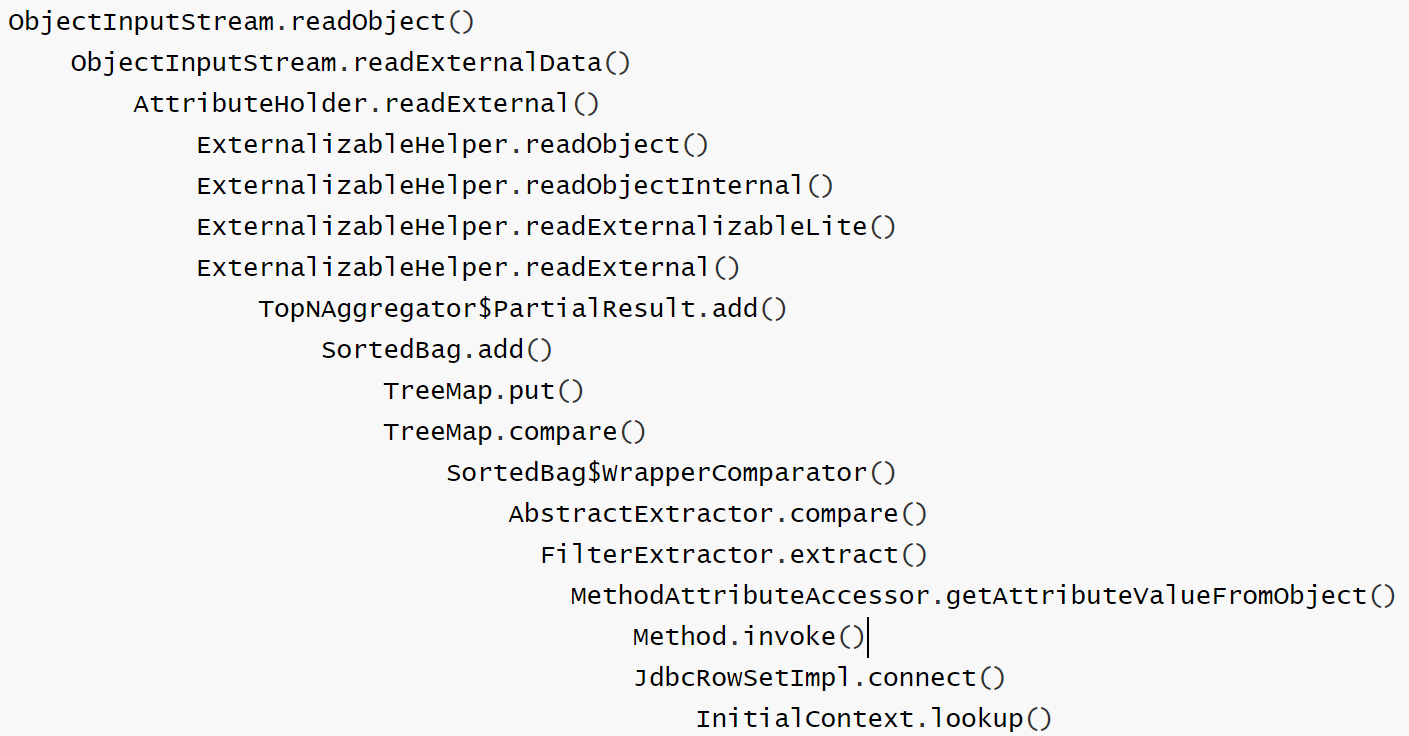 ObjectInputStream.readObject()
ObjectInputStream.readExternalData()
AttributeHolder.readExternal()
ExternalizableHelper.readObject()
ExternalizableHelper.readObjectInternal()
ExternalizableHelper.readExternalizableLite()
ExternalizableHelper.readExternal()
TopNAggregator$PartialResult.add()
SortedBag.add()
TreeMap.put()
TreeMap.compare()
SortedBag$WrapperComparator()
AbstractExtractor.compare()
FilterExtractor.extract()
MethodAttributeAccessor.getAttributeValueFromObject()
Method.invoke()
JdbcRowSetImpl.connect()
InitialContext.lookup()